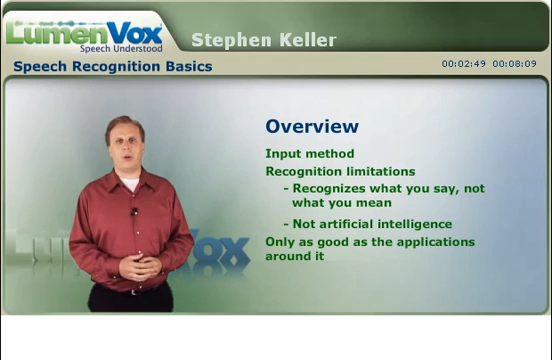 LumenVox
Speech Understood
Stephen Keller
Speech Recognition Basics
00:02:49 00:08:09
Overview
Input method
Recognition limitations
- Recognizes what you say, not
what you mean
- Not artificial intelligence
Only as good as the applications
around it
LumenVox